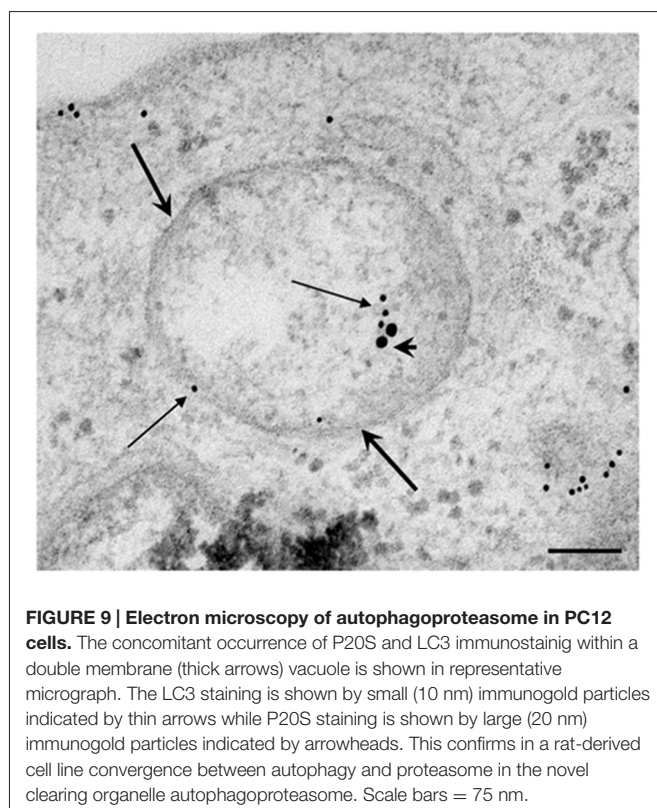 FIGURE 9 | Electron microscopy of autophagoproteasome in PC12
cells. The concomitant occurrence of P20S and LC3 immunostainig within a
double membrane (thick arrows) vacuole is shown in representative
micrograph. The LC3 staining is shown by small (10 nm) immunogold particles
indicated by thin arrows while P20S staining is shown by large (20 nm)
immunogold particles indicated by arrowheads. This confirms in a rat-derived
cell line convergence between autophagy and proteasome in the novel
clearing organelle autophagoproteasome. Scale bars = 75 nm.